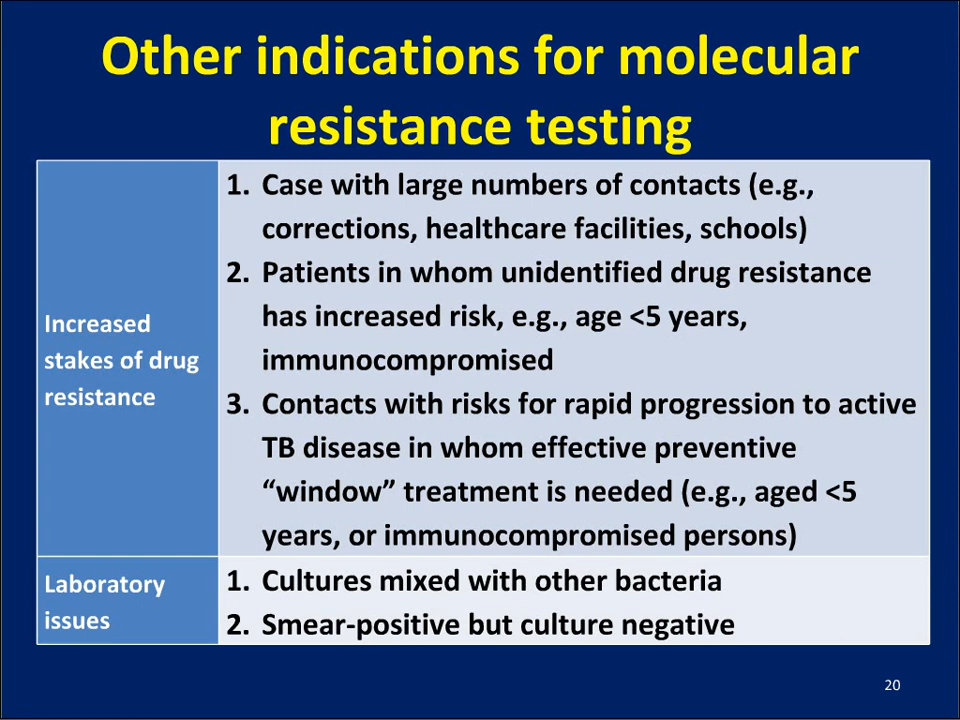 Other indications for molecular
resistance testing
Increased
stakes of drug
resistance
1. Case with large numbers of contacts (e.g.,
corrections, healthcare facilities, schools)
2. Patients in whom unidentified drug resistance
has increased risk, e.g., age <5 years,
immunocompromised
3. Contacts with risks for rapid progression to active
TB disease in whom effective preventive
“window” treatment is needed (e.g., aged <5
years, or immunocompromised persons)
Laboratory
issues
1. Cultures mixed with other bacteria
2. Smear-positive but culture negative
20